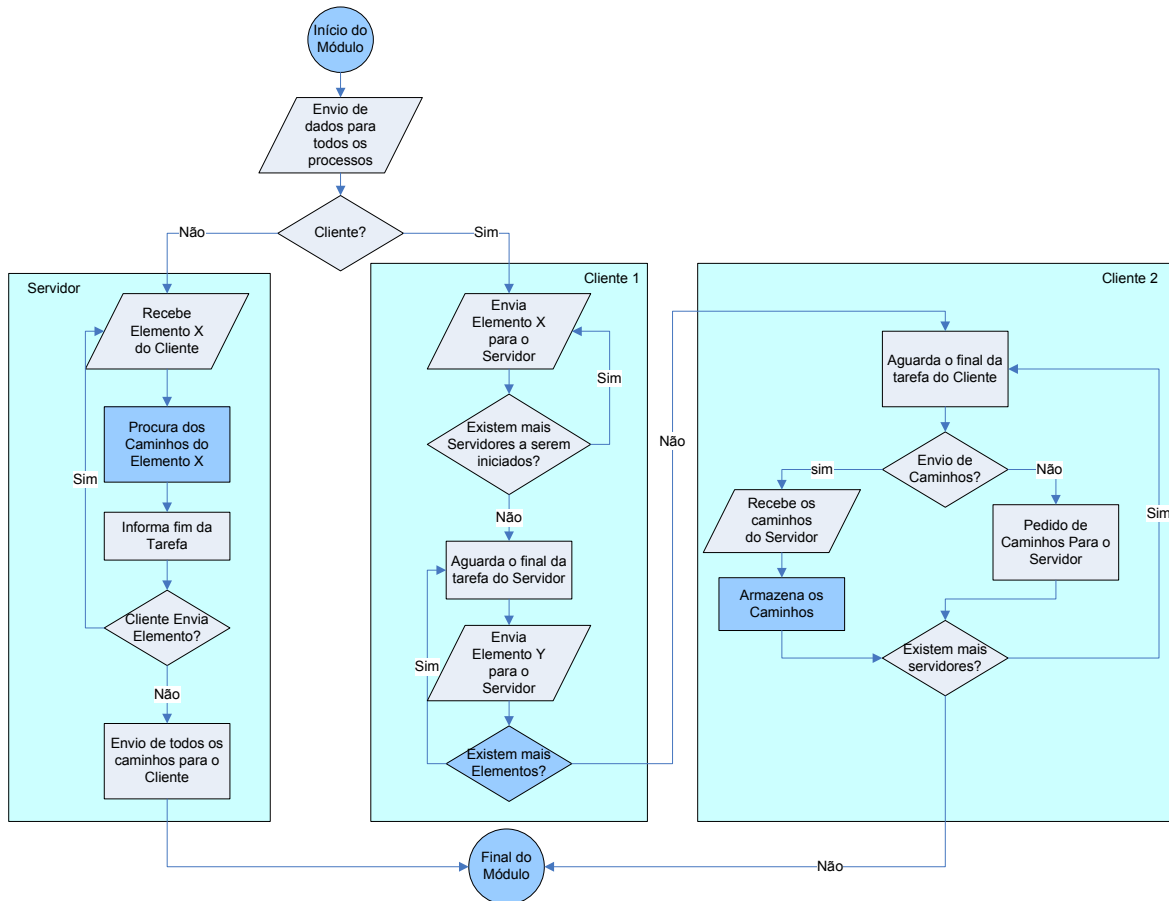 Início do
Módulo
Envio de
dados para
todos os
processos
Cliente?
Não
Sim
Servidor
Recebe
Elemento X
do Cliente
Procura dos
Caminhos do
Elemento X
Sim
Informa fim da
Tarefa
Cliente Envia
Elemento?
Não
Envio de todos os
caminhos para o
Cliente
Cliente 1
Envia
Elemento X
para o
Servidor
Sim
Existem mais
Servidores a serem
iniciados?
Não
Aguarda o final da
tarefa do Servidor
Envia
Elemento Y
para o
Servidor
Sim
Existem mais
Elementos?
Não
Cliente 2
Aguarda o final da
tarefa do Cliente
Envio de
Caminhos?
sim
Não
Recebe os
caminhos
do Servidor
Pedido de
Caminhos Para o
Servidor
Sim
Armazena os
Caminhos
Existem mais
servidores?
Não
Final do
Módulo